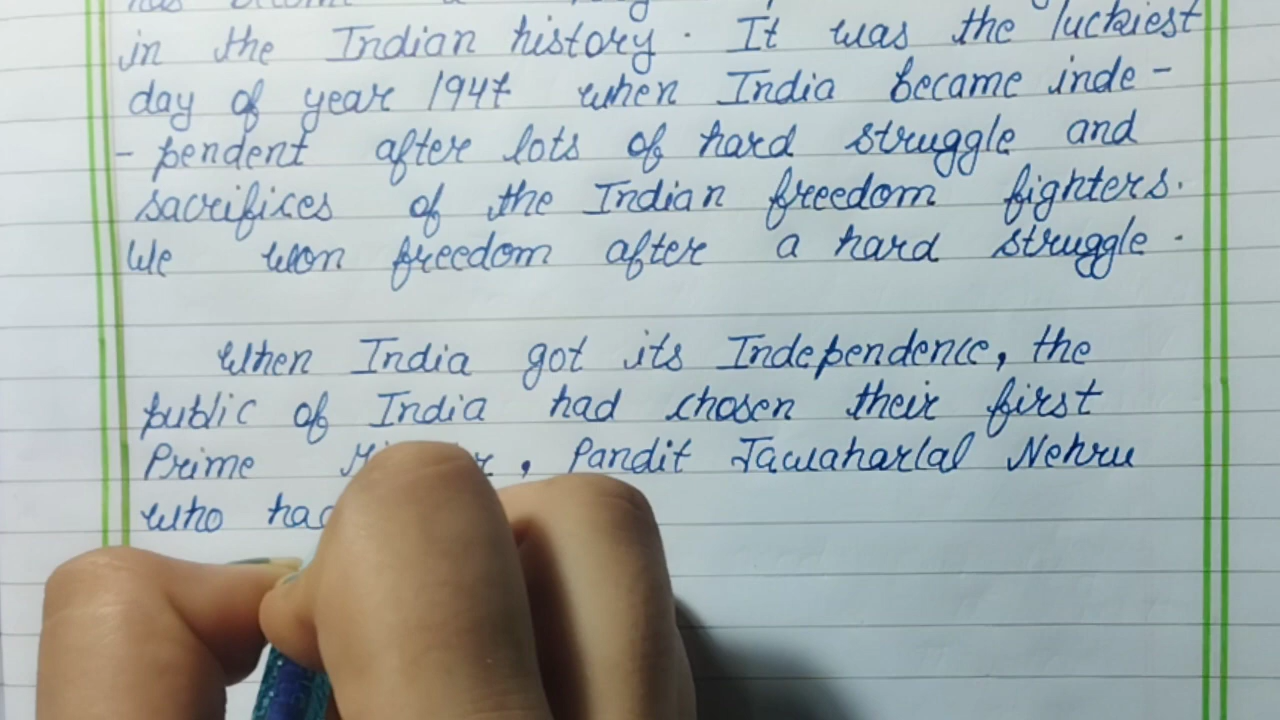 in the Indian history. It was the luckiest
day of year 1947 when India became inde-
-pendent after lots of hard struggle and
sacrifices of the Indian freedom fighters.
We won freedom after a hard struggle.
When India got its Independence, the
public of India had chosen their first
Prime , Pandit Jawaharlal Nehru
who